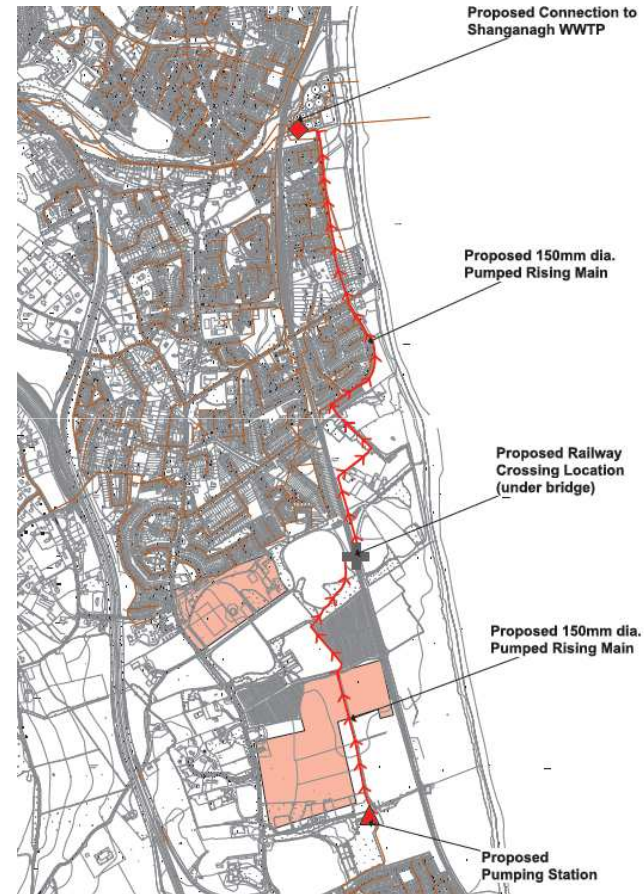 Proposed Connection to
Shanganagh WWTP
Proposed 150mm dia.
Pumped Rising Main
Proposed Railway
Crossing Location
(under bridge)
Proposed 150mm dia.
Pumped Rising Main
Proposed
Pumping Station